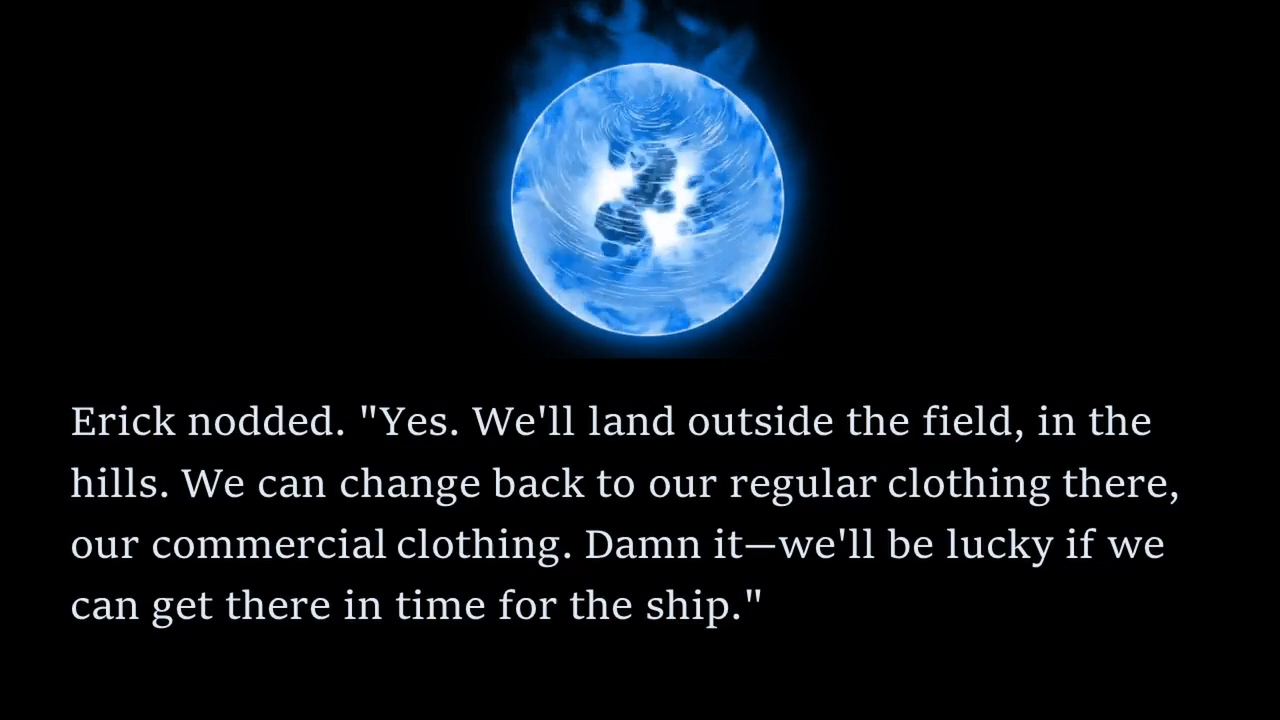 Erick nodded. "Yes. We'll land outside the field, in the
hills. We can change back to our regular clothing there,
our commercial clothing. Damn it—we'll be lucky if we
can get there in time for the ship."